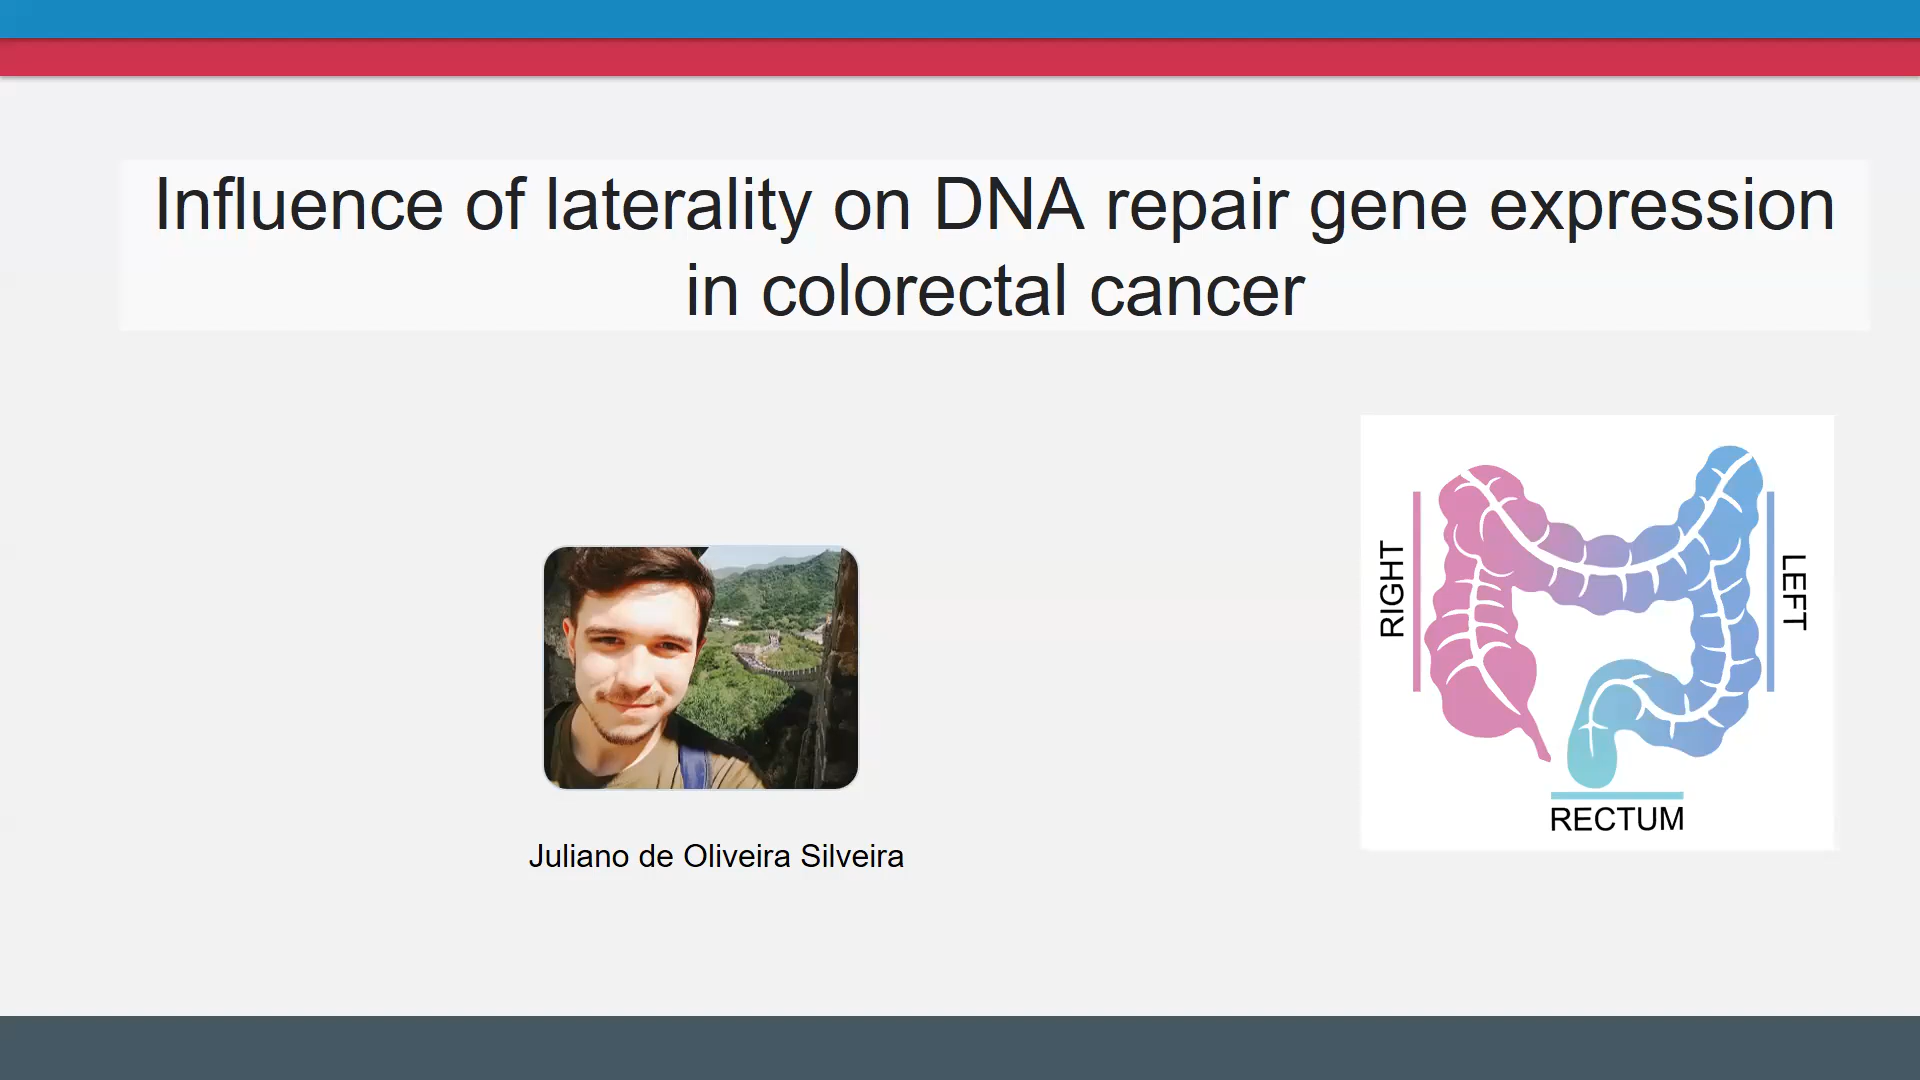 Influence of laterality on DNA repair gene expression
in colorectal cancer
RIGHT
LEFT
RECTUM
Juliano de Oliveira Silveira